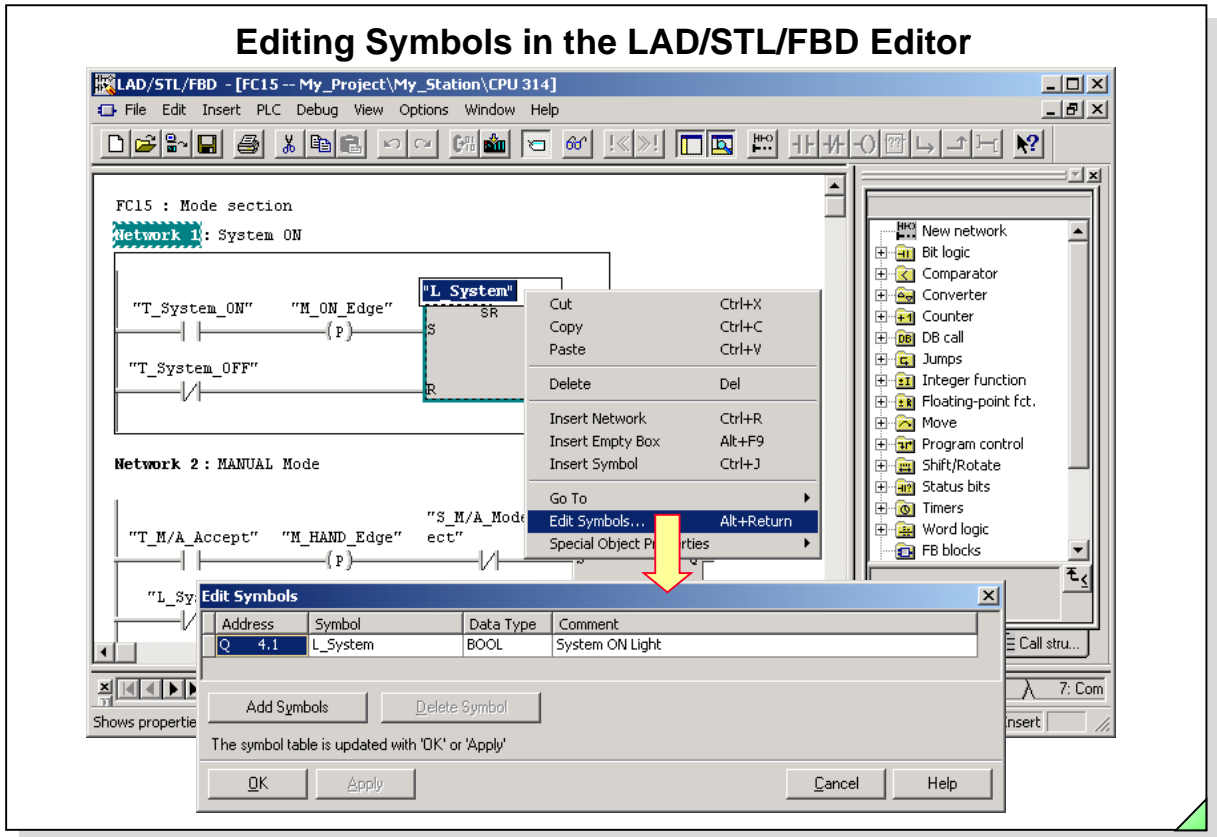 Editing Symbols in the LAD/STL/FBD Editor
LAD/STL/FBD - [FC15 -- My_Project\My_Station\CPU 314]
File Edit Insert PLC Debug View Options Window Help
FC15 : Mode section
Network 1: System ON
"L_System"
"T_System_ON" "M_ON_Edge" SR
(P) S
"T_System_OFF"
R
Network 2 : MANUAL Mode
"S_M/A_Mode
"T_M/A_Accept" "M_HAND_Edge" ect"
(P)
"L_Sy
Cut Ctrl+X
Copy Ctrl+C
Paste Ctrl+V
Delete Del
Insert Network Ctrl+R
Insert Empty Box Alt+F9
Insert Symbol Ctrl+J
Go To
Edit Symbols... Alt+Return
Special Object Properties
New network
Bit logic
Comparator
Converter
Counter
DB call
Jumps
Integer function
Floating-point fct.
Move
Program control
Shift/Rotate
Status bits
Timers
Word logic
FB blocks
Call stru...
7: Com
Shows propertie
nsert
Edit Symbols
Address Symbol Data Type Comment
Q 4.1 L_System BOOL System ON Light
Add Symbols Delete Symbol
The symbol table is updated with 'OK' or 'Apply'
OK Apply Cancel Help